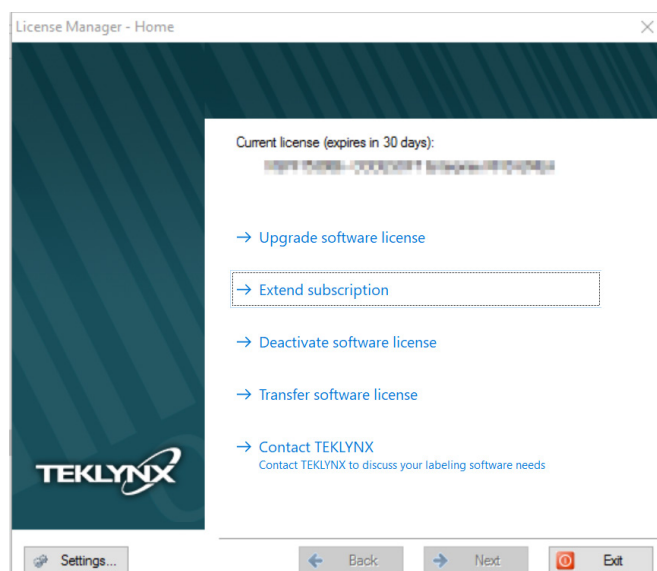 License Manager - Home
Current license (expires in 30 days):
→ Upgrade software license
→ Extend subscription
→ Deactivate software license
→ Transfer software license
→ Contact TEKLYNX
Contact TEKLYNX to discuss your labeling software needs
TEKLYNX
Settings...
Back
Next
Exit